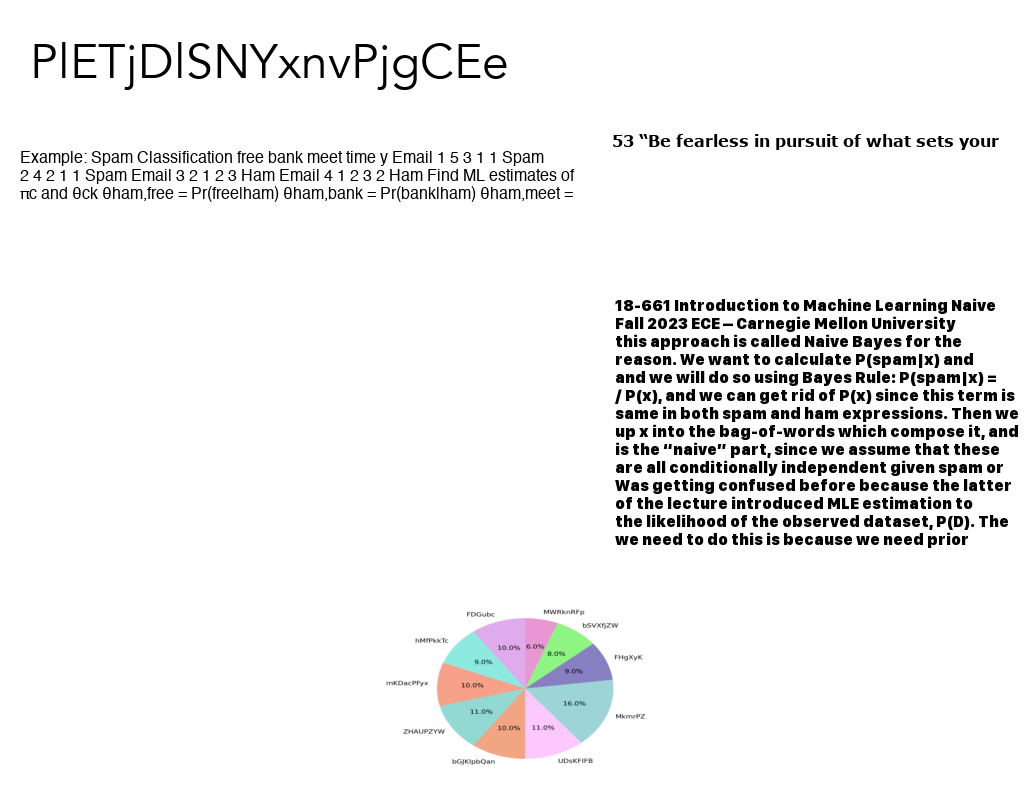 PlETjDlSNYxnvPjgCEe
53 “Be fearless in pursuit of what sets your
Example: Spam Classification free bank meet time y Email 1 5 3 1 1 Spam
2 4 2 1 1 Spam Email 3 2 1 2 3 Ham Email 4 1 2 3 2 Ham Find ML estimates of
πc and θck θham,free = Pr(free|ham) θham,bank = Pr(bank|ham) θham,meet =
18-661 Introduction to Machine Learning Naive
Fall 2023 ECE – Carnegie Mellon University
this approach is called Naive Bayes for the
reason. We want to calculate P(spam|x) and
and we will do so using Bayes Rule: P(spam|x) =
/ P(x), and we can get rid of P(x) since this term is
same in both spam and ham expressions. Then we
up x into the bag-of-words which compose it, and
is the “naive” part, since we assume that these
are all conditionally independent given spam or
Was getting confused before because the latter
of the lecture introduced MLE estimation to
the likelihood of the observed dataset, P(D). The
we need to do this is because we need prior
MWRknRFp
FDGubc
bSVXfjZW
hMfPkkTc
10.0%
6.0%
8.0%
FHgXyK
9.0%
9.0%
mKDacPFyx
10.0%
16.0%
11.0%
MkmrPZ
ZHAUPZYW
10.0%
11.0%
bGJKlpbQan
UDsKFIFB